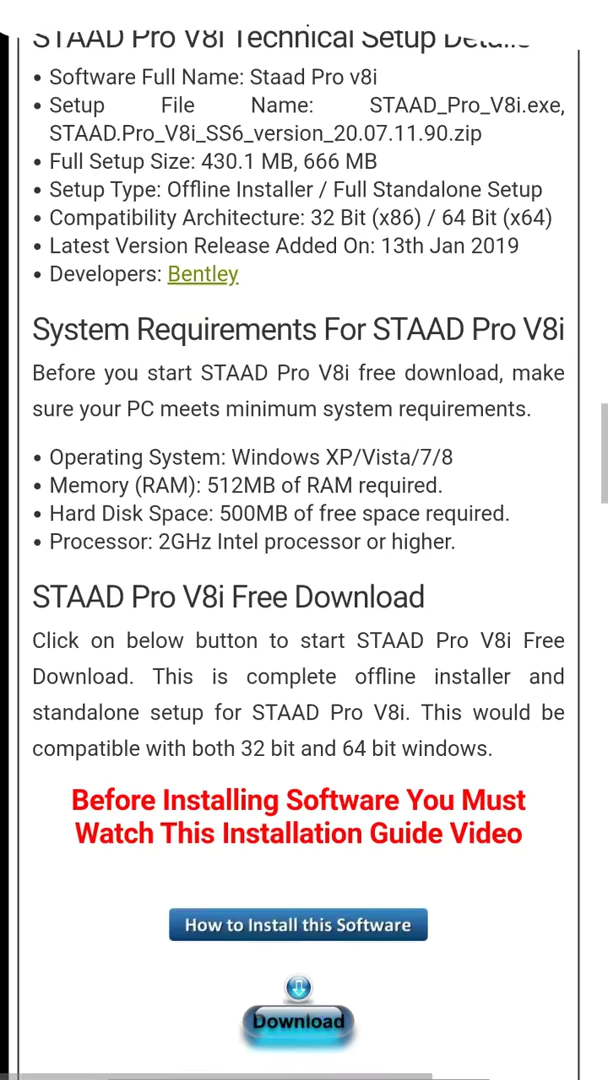 STAAD Pro V8i Technical Setup Details
• Software Full Name: Staad Pro v8i
• Setup File Name: STAAD_Pro_V8i.exe,
STAAD.Pro_V8i_SS6_version_20.07.11.90.zip
• Full Setup Size: 430.1 MB, 666 MB
• Setup Type: Offline Installer / Full Standalone Setup
• Compatibility Architecture: 32 Bit (x86) / 64 Bit (x64)
• Latest Version Release Added On: 13th Jan 2019
• Developers: Bentley
System Requirements For STAAD Pro V8i
Before you start STAAD Pro V8i free download, make
sure your PC meets minimum system requirements.
• Operating System: Windows XP/Vista/7/8
• Memory (RAM): 512MB of RAM required.
• Hard Disk Space: 500MB of free space required.
• Processor: 2GHz Intel processor or higher.
STAAD Pro V8i Free Download
Click on below button to start STAAD Pro V8i Free
Download. This is complete offline installer and
standalone setup for STAAD Pro V8i. This would be
compatible with both 32 bit and 64 bit windows.
Before Installing Software You Must
Watch This Installation Guide Video
How to Install this Software
Download